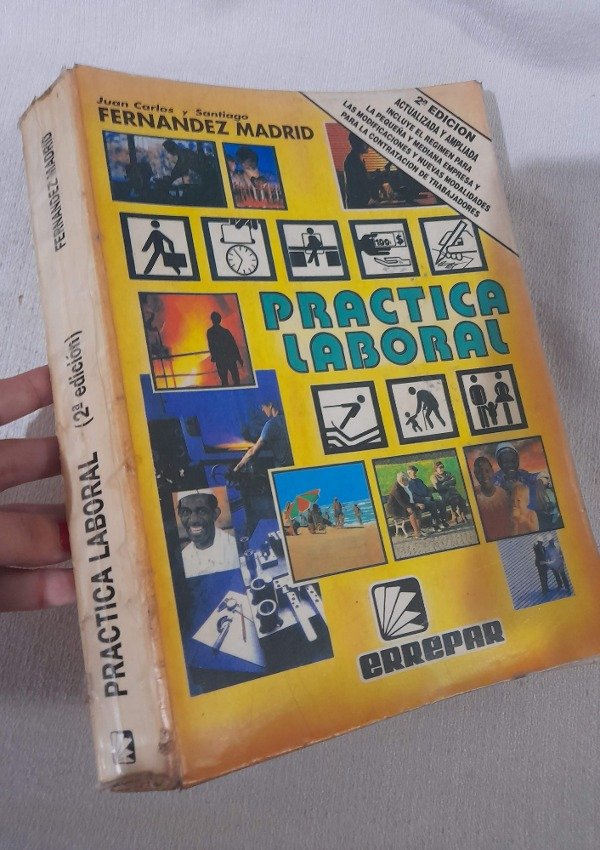 Juan Carlos y Santiago
FERNANDEZ MADRID
2ª EDICION
ACTUALIZADA Y AMPLIADA
INCLUYE EL REGIMEN PARA
LA PEQUEÑA Y MEDIANA EMPRESA Y
LAS MODIFICACIONES Y NUEVAS MODALIDADES
PARA LA CONTRATACION DE TRABAJADORES
100
$
PRACTICA
LABORAL
ERREPAR
FERNANDEZ MADRID
PRACTICA LABORAL (2ª edición)